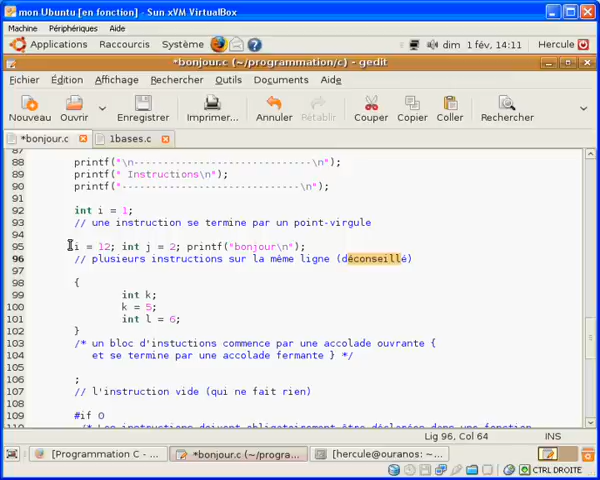 mon Ubuntu [en fonction] - Sun xVM VirtualBox
Machine Périphériques ?
Applications Raccourcis Système dim 1 fév, 14:11 Hercule
*bonjour.c (~/programmation/c) - gedit
Fichier Édition Affichage Rechercher Outils Documents Aide
Nouveau Ouvrir Enregistrer Imprimer... Annuler Rétablir Couper Copier Coller Rechercher
*bonjour.c 1bases.c
87
88 printf("\n------------------------------\n");
89 printf(" Instructions\n");
90 printf("------------------------------\n");
91
92 int i = 1;
93 // une instruction se termine par un point-virgule
94
95 i = 12; int j = 2; printf("bonjour\n");
96 // plusieurs instructions sur la même ligne (déconseillé)
97
98 {
99 int k;
100 k = 5;
101 int l = 6;
102 }
103 /* un bloc d'instuctions commence par une accolade ouvrante {
104 et se termine par une accolade fermante } */
105
106 ;
107 // l'instruction vide (qui ne fait rien)
108
109 #if 0
Lig 96, Col 64 INS
[Programmation C - ... *bonjour.c (~/progra... [hercule@ouranos: ~...
CTRL DROITE